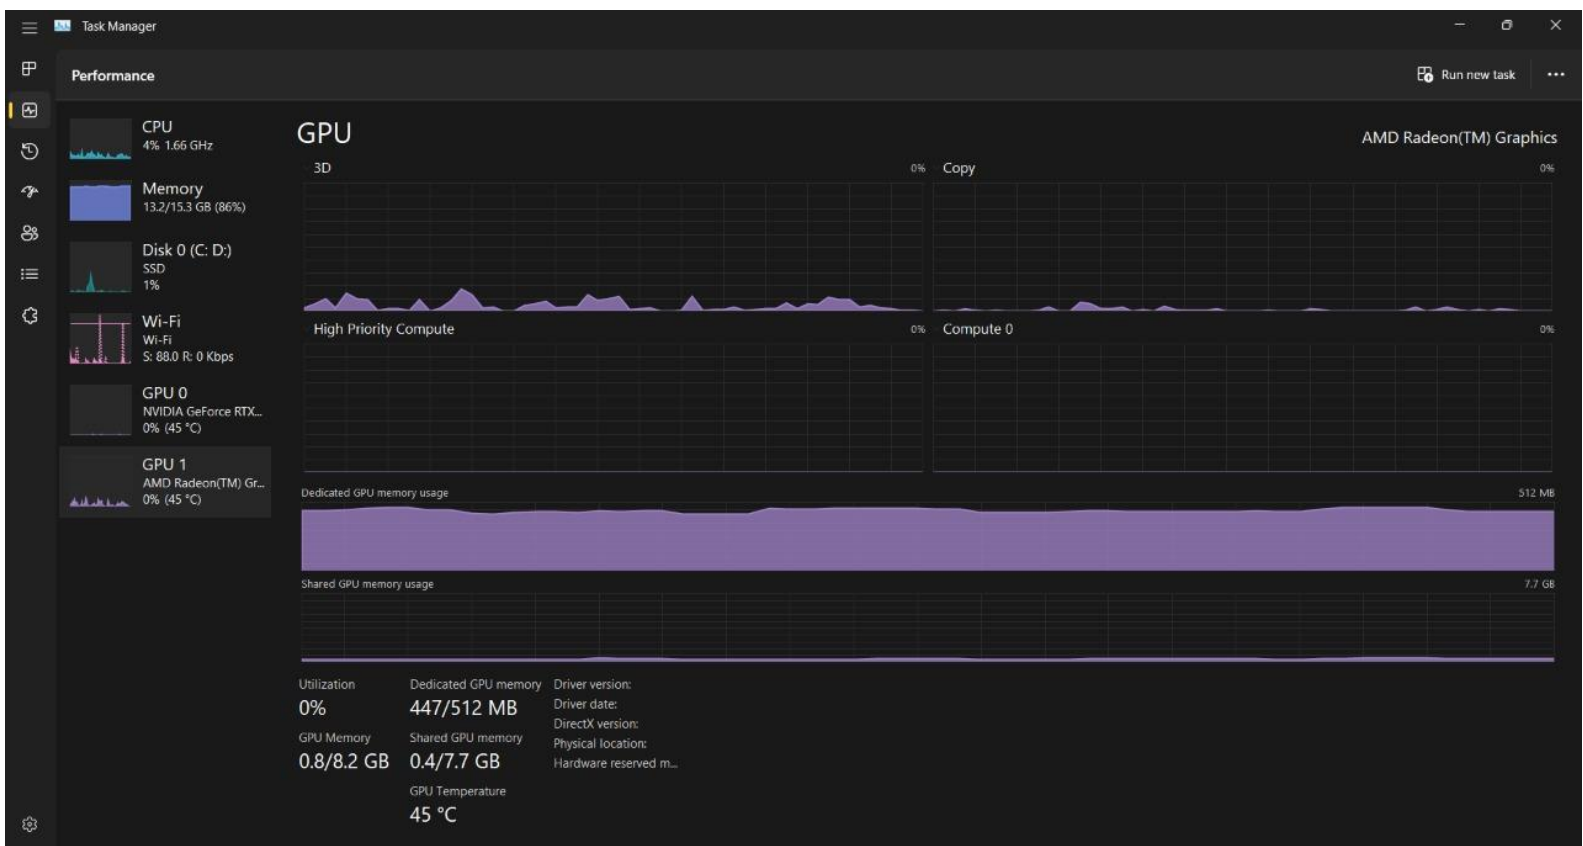 Task Manager
Performance
Run new task
CPU
4% 1.66 GHz
Memory
13.2/15.3 GB (86%)
Disk 0 (C: D:)
SSD
1%
Wi-Fi
Wi-Fi
S: 88.0 R: 0 Kbps
GPU 0
NVIDIA GeForce RTX...
0% (45 °C)
GPU 1
AMD Radeon(TM) Gr...
0% (45 °C)
GPU
AMD Radeon(TM) Graphics
3D 0%
Copy 0%
High Priority Compute 0%
Compute 0 0%
Dedicated GPU memory usage 512 MB
Shared GPU memory usage 7.7 GB
Utilization
0%
Dedicated GPU memory
447/512 MB
GPU Memory
0.8/8.2 GB
Shared GPU memory
0.4/7.7 GB
GPU Temperature
45 °C
Driver version:
Driver date:
DirectX version:
Physical location:
Hardware reserved m...